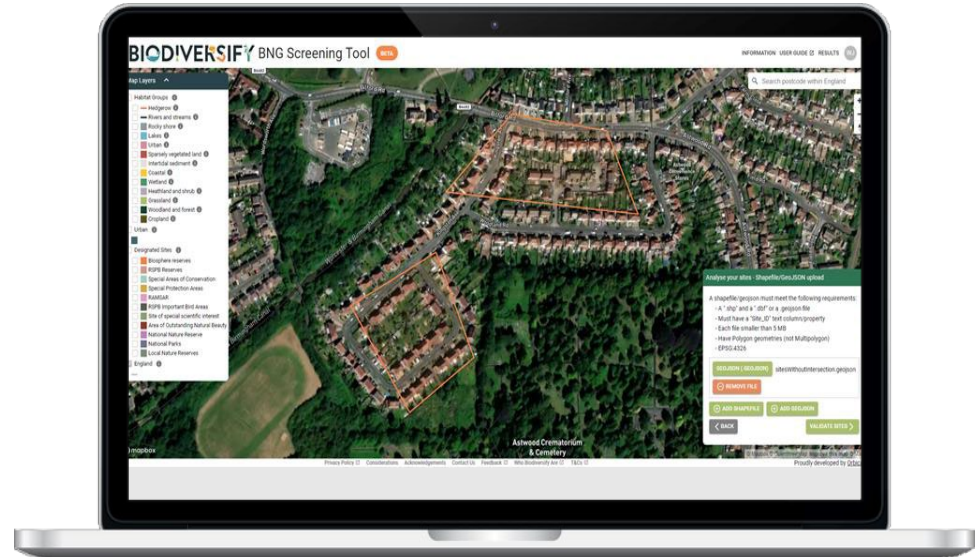 BIODIVERSIFY BNG Screening Tool BETA
INFORMATION USER GUIDE RESULTS
Map Layers
Search postcode within England
Habitat Groups
Hedgerow
Rivers and streams
Rocky shore
Lakes
Urban
Sparsely vegetated land
Intertidal sediment
Coastal
Wetland
Heathland and shrub
Grassland
Woodland and forest
Cropland
Urban
Designated Sites
Biosphere reserves
RSPB Reserves
Special Areas of Conservation
Special Protection Areas
RAMSAR
RSPB Important Bird Areas
Site of special scientific interest
Area of Outstanding Natural Beauty
National Nature Reserve
National Parks
Local Nature Reserves
England
Analyse your sites - Shapefile/GeoJSON upload
A shapefile/geojson must meet the following requirements:
- A ".shp" and a ".dbf" or a .geojson file
- Must have a "Site_ID" text column/property
- Each file smaller than 5 MB
- Have Polygon geometries (not Multipolygon)
- EPSG:4326
GEOJSON (.GEOJSON) sitesWithoutIntersection.geojson
REMOVE FILE
ADD SHAPEFILE ADD GEOJSON
BACK VALIDATE SITES
Astwood Crematorium
& Cemetery
mapbox
Privacy Policy Considerations Acknowledgements Contact Us Feedback Who Biodiversify Are T&Cs
Proudly developed by